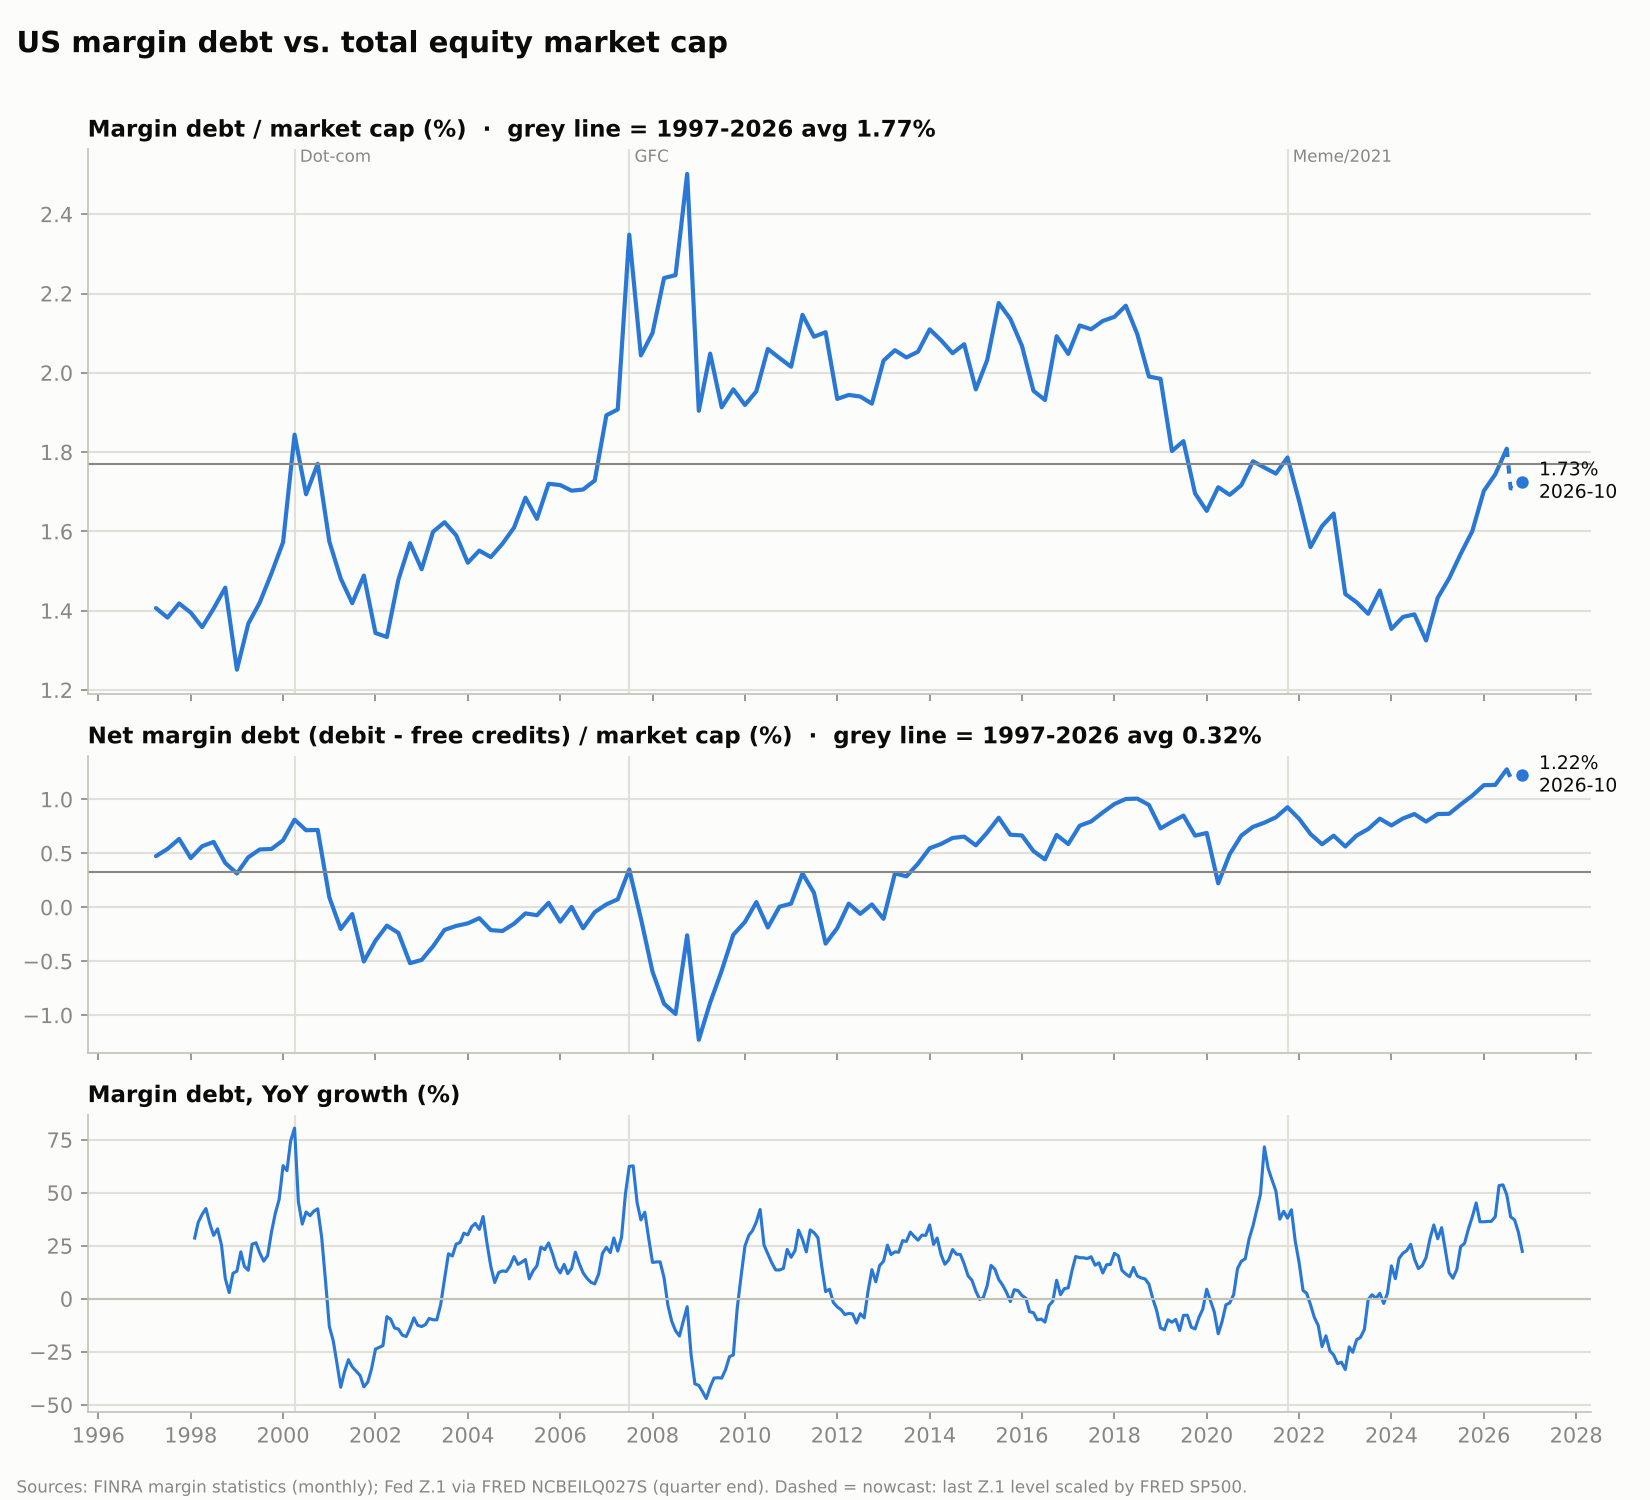 US margin debt vs. total equity market cap
Margin debt / market cap (%)  ·  grey line = 1997-2026 avg 1.77%
Dot-com
GFC
Meme/2021
2.4
2.2
2.0
1.8
1.6
1.4
1.2
1.73%
2026-10
Net margin debt (debit - free credits) / market cap (%)  ·  grey line = 1997-2026 avg 0.32%
1.0
0.5
0.0
−0.5
−1.0
1.22%
2026-10
Margin debt, YoY growth (%)
75
50
25
0
−25
−50
1996 1998 2000 2002 2004 2006 2008 2010 2012 2014 2016 2018 2020 2022 2024 2026 2028
Sources: FINRA margin statistics (monthly); Fed Z.1 via FRED NCBEILQ027S (quarter end). Dashed = nowcast: last Z.1 level scaled by FRED SP500.